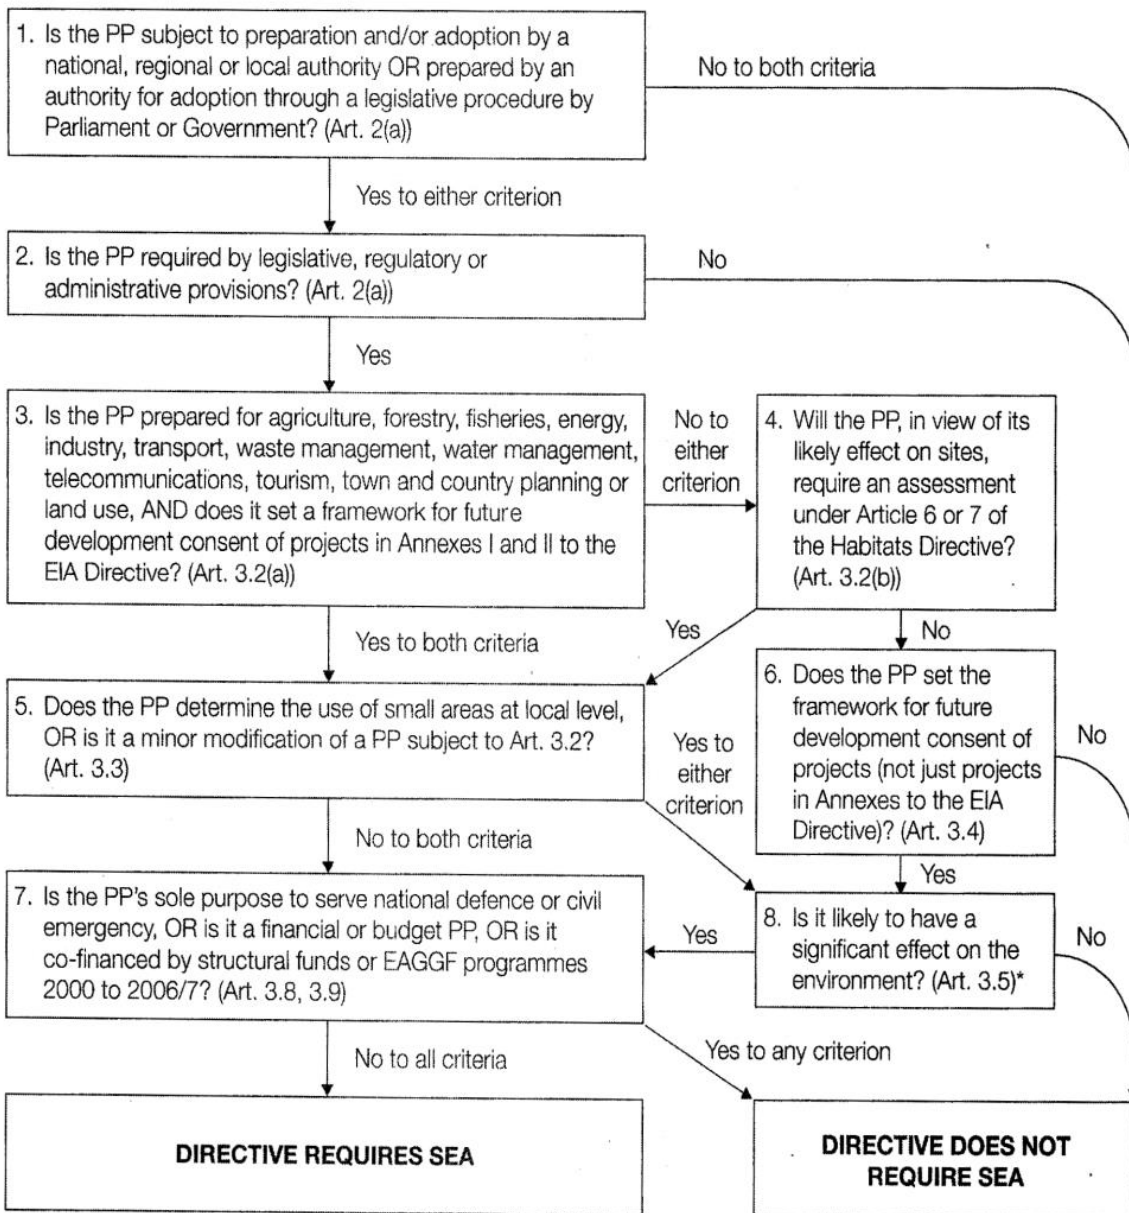 1. Is the PP subject to preparation and/or adoption by a
national, regional or local authority OR prepared by an
authority for adoption through a legislative procedure by
Parliament or Government? (Art. 2(a))
No to both criteria
Yes to either criterion
2. Is the PP required by legislative, regulatory or
administrative provisions? (Art. 2(a))
No
Yes
3. Is the PP prepared for agriculture, forestry, fisheries, energy,
industry, transport, waste management, water management,
telecommunications, tourism, town and country planning or
land use, AND does it set a framework for future
development consent of projects in Annexes I and II to the
EIA Directive? (Art. 3.2(a))
No to
either
criterion
4. Will the PP, in view of its
likely effect on sites,
require an assessment
under Article 6 or 7 of
the Habitats Directive?
(Art. 3.2(b))
Yes to both criteria
Yes
No
5. Does the PP determine the use of small areas at local level,
OR is it a minor modification of a PP subject to Art. 3.2?
(Art. 3.3)
Yes to
either
criterion
6. Does the PP set the
framework for future
development consent of
projects (not just projects
in Annexes to the EIA
Directive)? (Art. 3.4)
No
No to both criteria
Yes
7. Is the PP's sole purpose to serve national defence or civil
emergency, OR is it a financial or budget PP, OR is it
co-financed by structural funds or EAGGF programmes
2000 to 2006/7? (Art. 3.8, 3.9)
Yes
8. Is it likely to have a
significant effect on the
environment? (Art. 3.5)*
No
No to all criteria
Yes to any criterion
DIRECTIVE REQUIRES SEA
DIRECTIVE DOES NOT
REQUIRE SEA